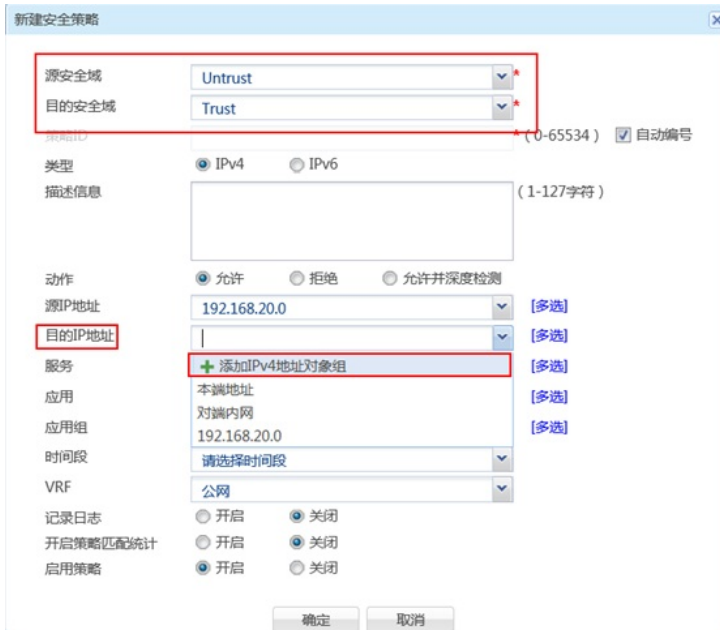 新建安全策略
源安全域 Untrust *
目的安全域 Trust *
策略ID * (0-65534) 自动编号
类型 IPv4 IPv6
描述信息 (1-127字符)
动作 允许 拒绝 允许并深度检测
源IP地址 192.168.20.0 [多选]
目的IP地址 [多选]
服务 添加IPv4地址对象组 [多选]
应用 本端地址 [多选]
对端内网
应用组 [多选]
192.168.20.0
时间段 请选择时间段
VRF 公网
记录日志 开启 关闭
开启策略匹配统计 开启 关闭
启用策略 开启 关闭
确定 取消